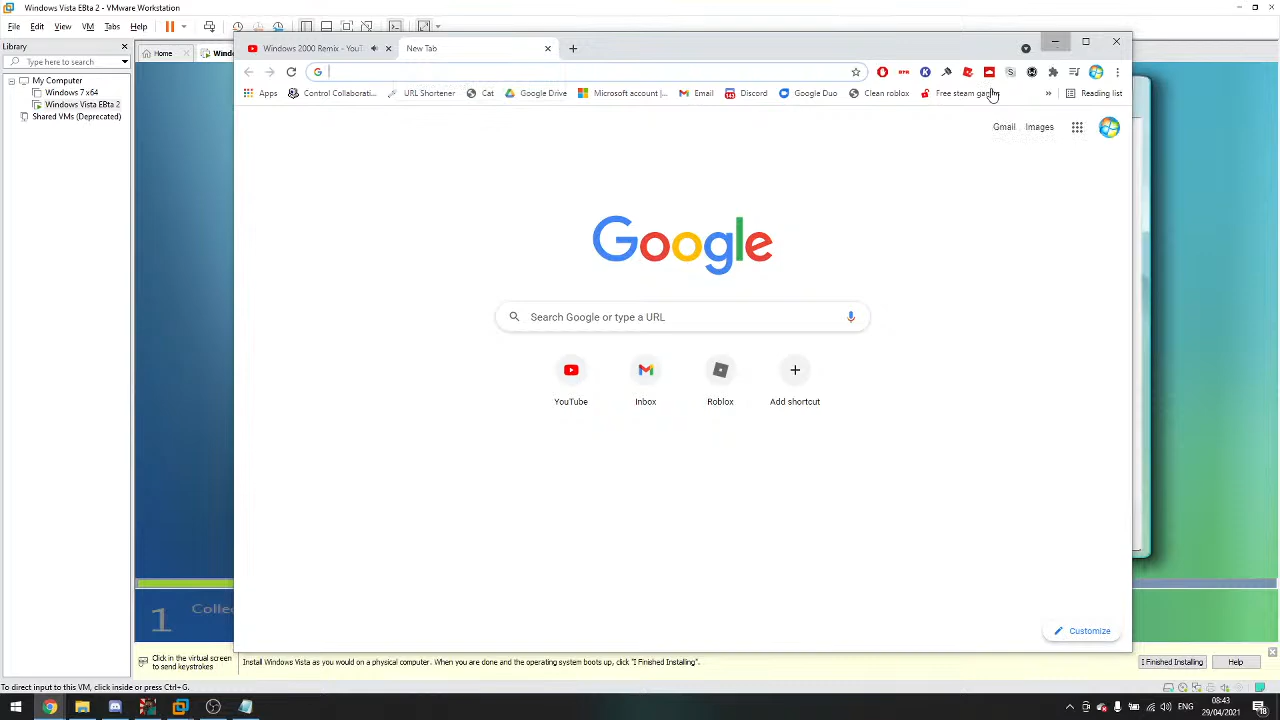 Windows Vista EBta 2 - VMware Workstation
File Edit View VM Tabs Help
Library
Type here to search
My Computer
Windows 7 x64
Windows Vista EBta 2
Shared VMs (Deprecated)
Home
Windo
Windows 2000 Remix - YouT
New Tab
Apps
Control Collaborati...
URL Shortener
Cat
Google Drive
Microsoft account |...
Email
Discord
Google Duo
Clean roblox
Free steam games
»
Reading list
Gmail Images
Google
Search Google or type a URL
YouTube
Inbox
Roblox
Add shortcut
Customize
1 Collec
Click in the virtual screen
to send keystrokes
Install Windows Vista as you would on a physical computer. When you are done and the operating system boots up, click "I Finished Installing".
I Finished Installing
Help
To direct input to this VM, click inside or press Ctrl+G.
ENG
08:43
29/04/2021
18